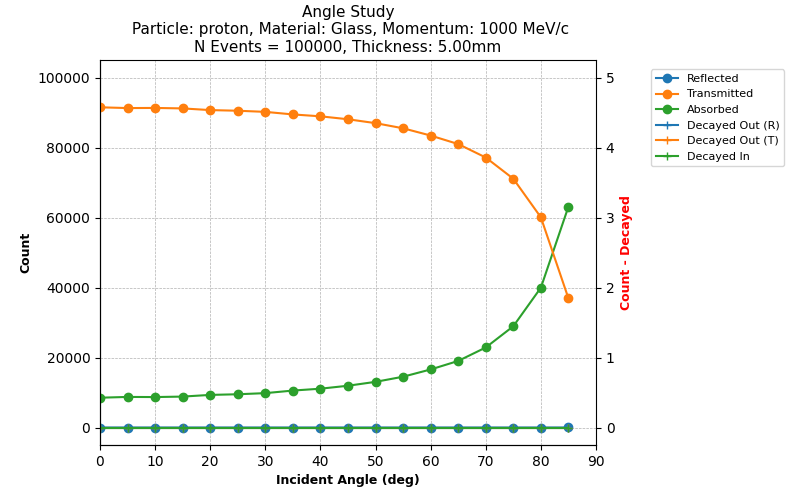 Angle Study
Particle: proton, Material: Glass, Momentum: 1000 MeV/c
N Events = 100000, Thickness: 5.00mm
100000
80000
60000
40000
20000
0
Count
5
4
3
2
1
0
Count - Decayed
0 10 20 30 40 50 60 70 80 90
Incident Angle (deg)
Reflected
Transmitted
Absorbed
Decayed Out (R)
Decayed Out (T)
Decayed In